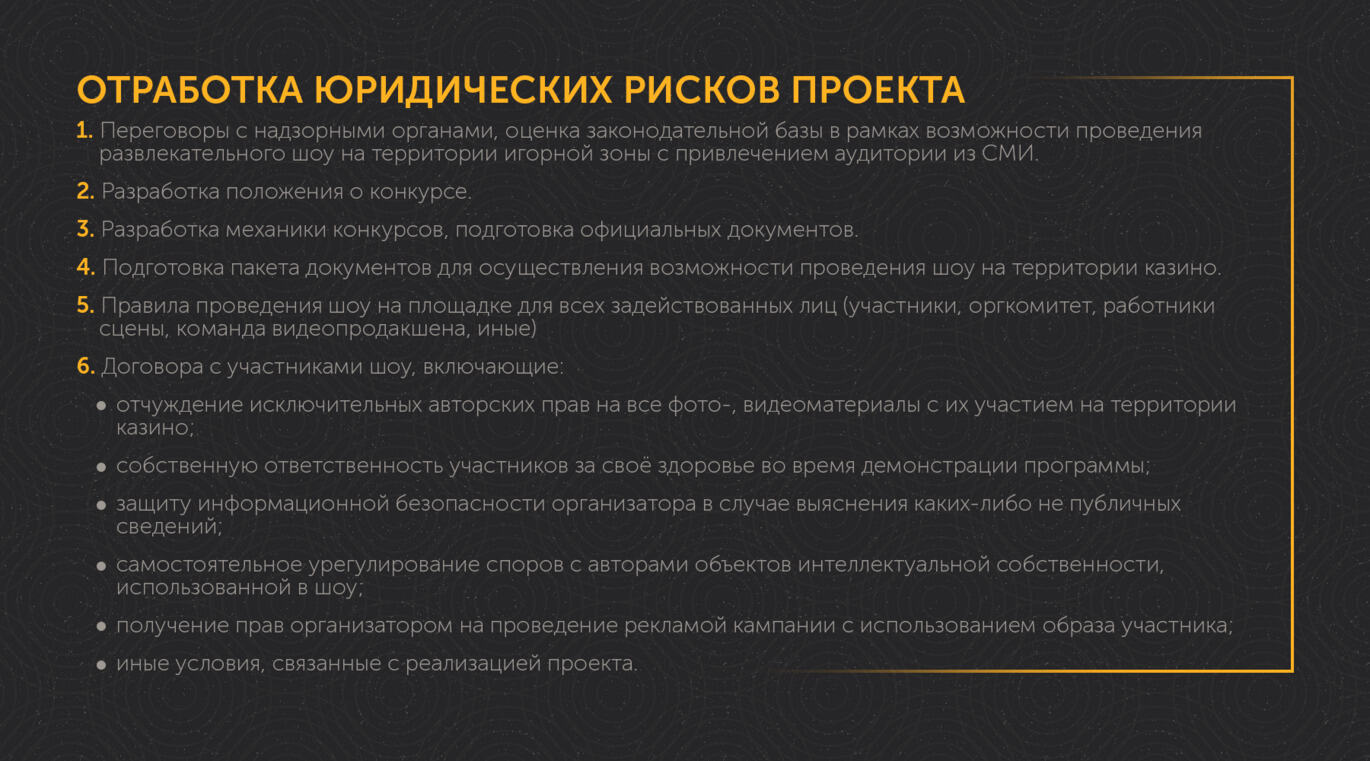 ОТРАБОТКА ЮРИДИЧЕСКИХ РИСКОВ ПРОЕКТА
1. Переговоры с надзорными органами, оценка законодательной базы в рамках возможности проведения
развлекательного шоу на территории игорной зоны с привлечением аудитории из СМИ.
2. Разработка положения о конкурсе.
3. Разработка механики конкурсов, подготовка официальных документов.
4. Подготовка пакета документов для осуществления возможности проведения шоу на территории казино.
5. Правила проведения шоу на площадке для всех задействованных лиц (участники, оргкомитет, работники
сцены, команда видеопродакшена, иные)
6. Договора с участниками шоу, включающие:
● отчуждение исключительных авторских прав на все фото-, видеоматериалы с их участием на территории
казино;
● собственную ответственность участников за своё здоровье во время демонстрации программы;
● защиту информационной безопасности организатора в случае выяснения каких-либо не публичных
сведений;
● самостоятельное урегулирование споров с авторами объектов интеллектуальной собственности,
использованной в шоу;
● получение прав организатором на проведение рекламой кампании с использованием образа участника;
● иные условия, связанные с реализацией проекта.